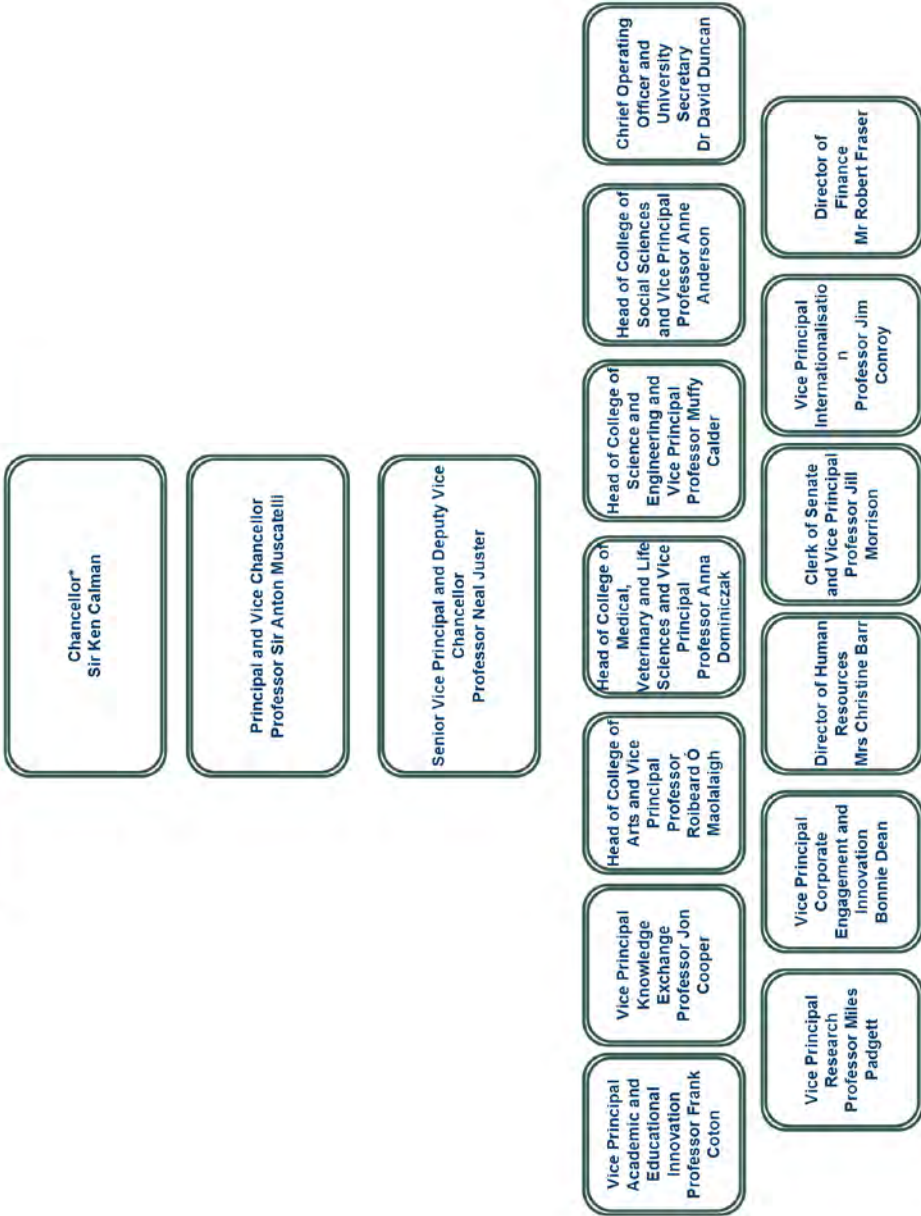 Chancellor*
Sir Ken Calman
Principal and Vice Chancellor
Professor Sir Anton Muscatelli
Senior Vice Principal and Deputy Vice
Chancellor
Professor Neal Juster
Vice Principal
Academic and
Educational
Innovation
Professor Frank
Coton
Vice Principal
Knowledge
Exchange
Professor Jon
Cooper
Head of College of
Arts and Vice
Principal
Professor
Roibeard Ó
Maolalaigh
Head of College of
Medical,
Veterinary and Life
Sciences and Vice
Principal
Professor Anna
Dominiczak
Head of College of
Science and
Engineering and
Vice Principal
Professor Muffy
Calder
Head of College of
Social Sciences
and Vice Principal
Professor Anne
Anderson
Chrief Operating
Officer and
University
Secretary
Dr David Duncan
Vice Principal
Research
Professor Miles
Padgett
Vice Principal
Corporate
Engagement and
Innovation
Bonnie Dean
Director of Human
Resources
Mrs Christine Barr
Clerk of Senate
and Vice Principal
Professor Jill
Morrison
Vice Principal
Internationalisatio
n
Professor Jim
Conroy
Director of
Finance
Mr Robert Fraser